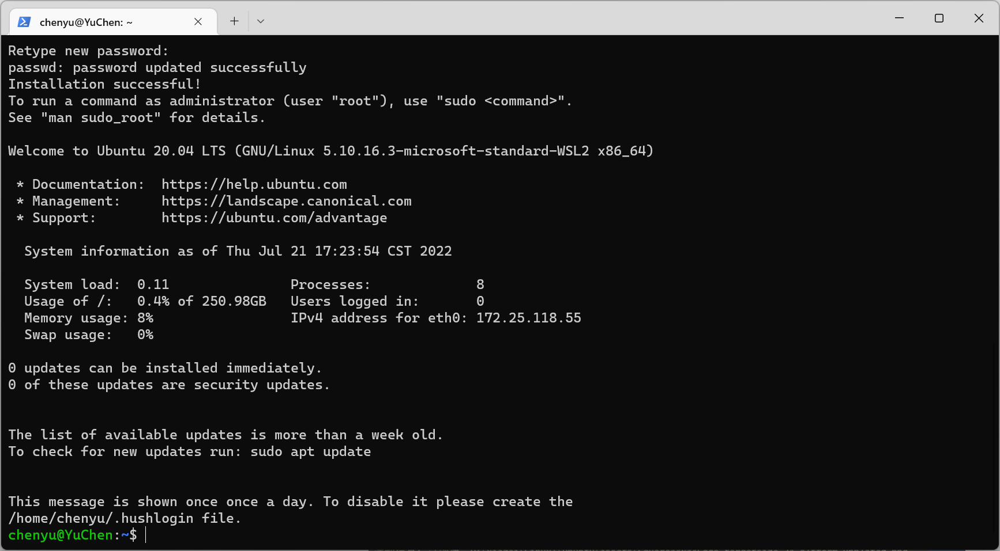 chenyu@YuChen: ~
Retype new password:
passwd: password updated successfully
Installation successful!
To run a command as administrator (user "root"), use "sudo <command>".
See "man sudo_root" for details.
Welcome to Ubuntu 20.04 LTS (GNU/Linux 5.10.16.3-microsoft-standard-WSL2 x86_64)
* Documentation:  https://help.ubuntu.com
* Management:     https://landscape.canonical.com
* Support:        https://ubuntu.com/advantage
System information as of Thu Jul 21 17:23:54 CST 2022
System load:  0.11               Processes:             8
Usage of /:   0.4% of 250.98GB   Users logged in:       0
Memory usage: 8%                 IPv4 address for eth0: 172.25.118.55
Swap usage:   0%
0 updates can be installed immediately.
0 of these updates are security updates.
The list of available updates is more than a week old.
To check for new updates run: sudo apt update
This message is shown once once a day. To disable it please create the
/home/chenyu/.hushlogin file.
chenyu@YuChen:~$